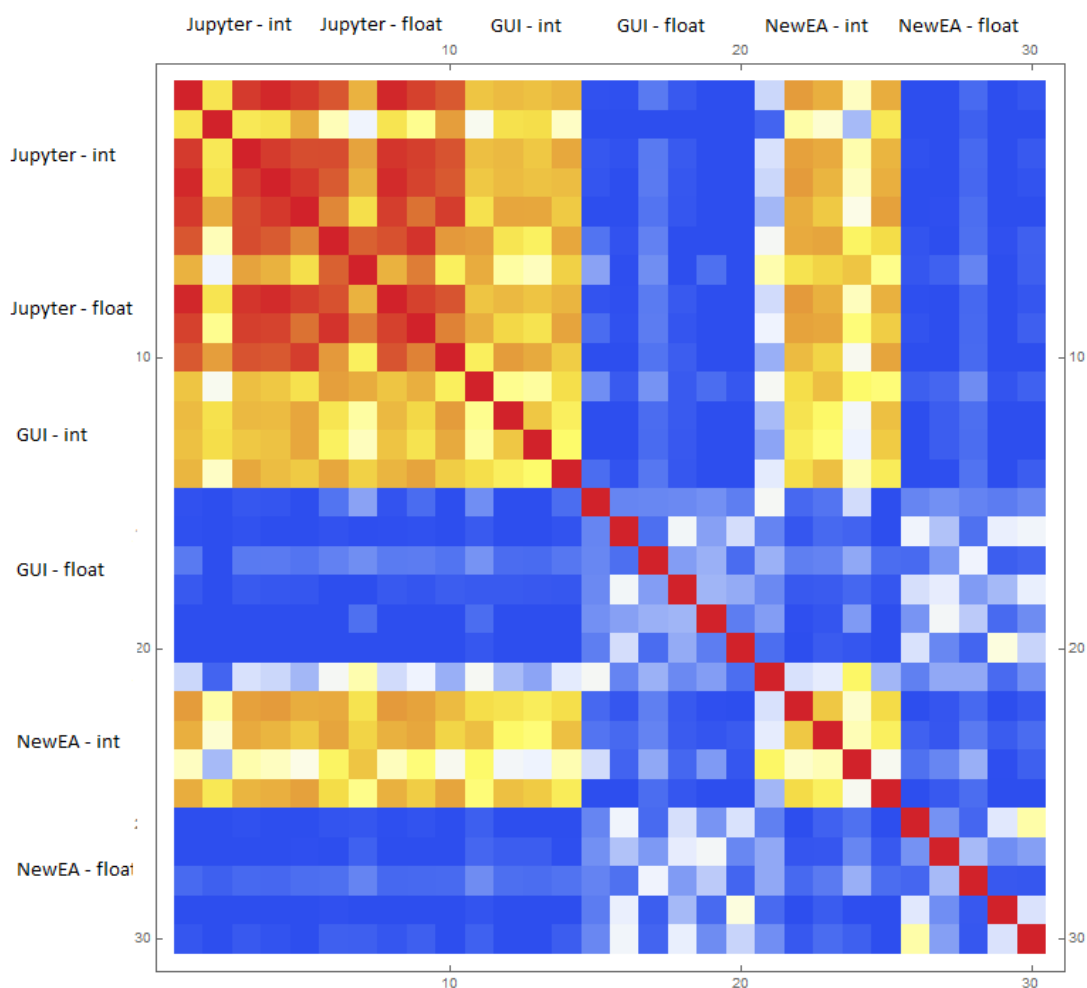 Jupyter - int Jupyter - float GUI - int GUI - float NewEA - int NewEA - float
10 20 30
Jupyter - int
Jupyter - float
10 10
GUI - int
GUI - float
20 20
NewEA - int
NewEA - float
30 30
10 20 30